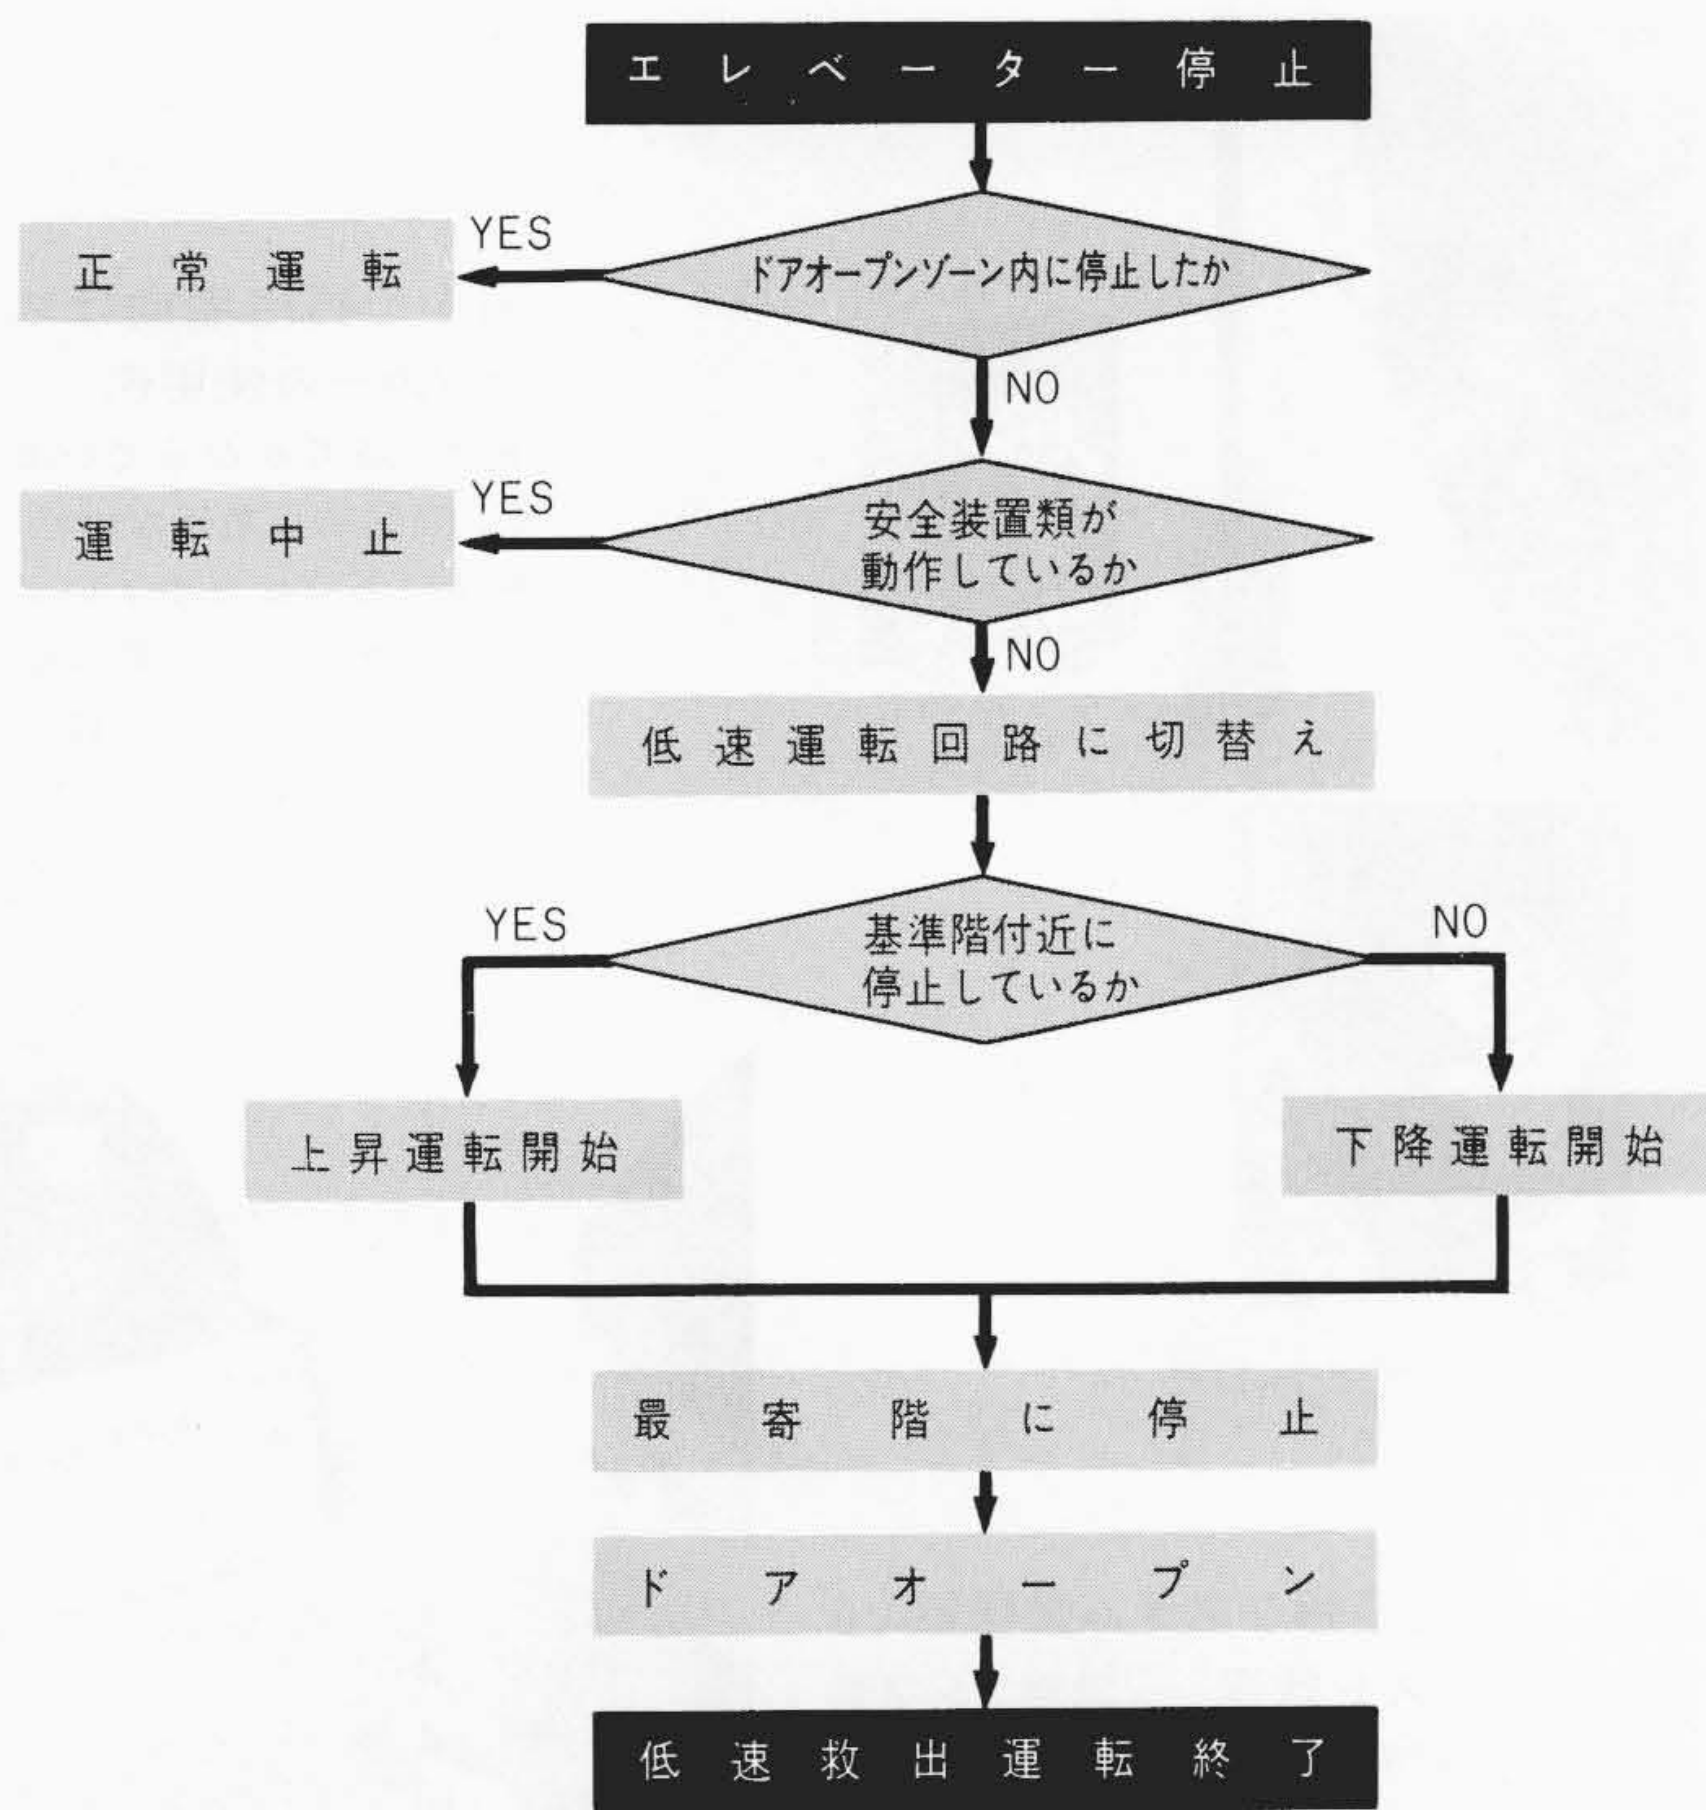 エレベーター停止
YES
正常運転
ドアオープンゾーン内に停止したか
NO
YES
運転中止
安全装置類が
動作しているか
NO
低速運転回路に切替え
YES
基準階付近に
停止しているか
NO
上昇運転開始
下降運転開始
最寄階に停止
ドアオープン
低速救出運転終了